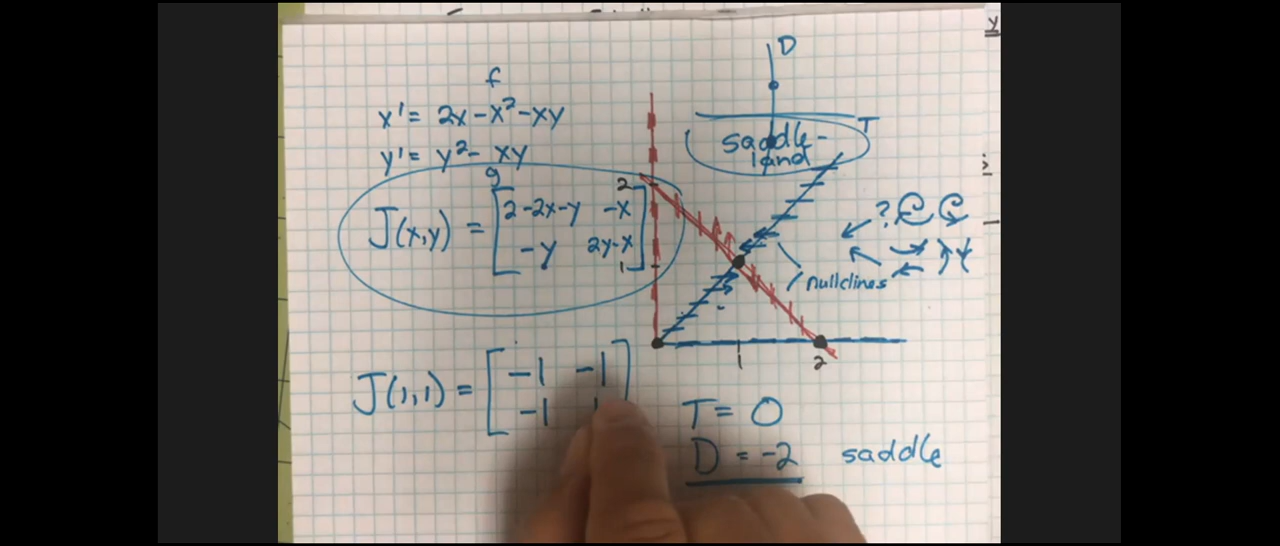 f
x' = 2x - x² - xy
y' = y² - xy
g
J(x,y) = [2-2x-y -x
-y 2y-x]
D
T
saddle-
land
2
1
1
2
?
nullclines
J(1,1) = [-1 -1
-1 1]
T = 0
D = -2 saddle
y